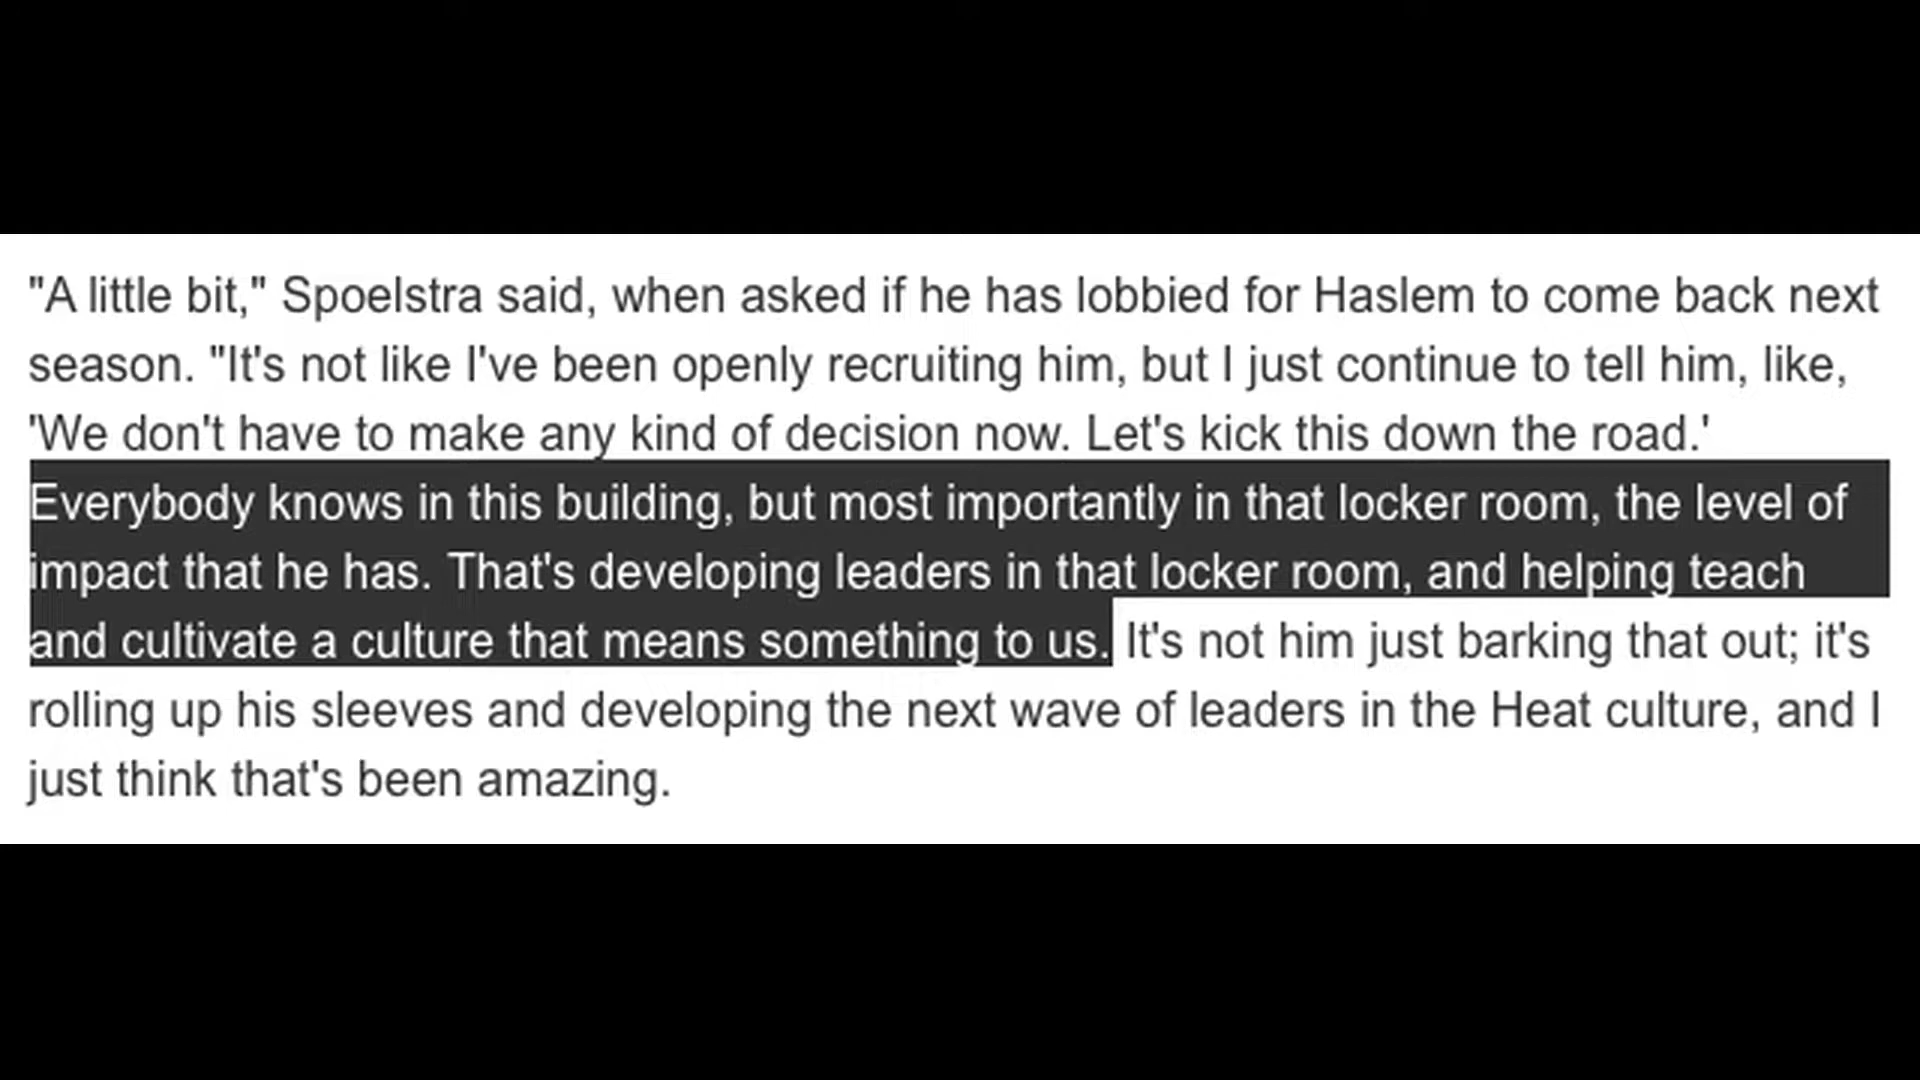 "A little bit," Spoelstra said, when asked if he has lobbied for Haslem to come back next
season. "It's not like I've been openly recruiting him, but I just continue to tell him, like,
'We don't have to make any kind of decision now. Let's kick this down the road.'
Everybody knows in this building, but most importantly in that locker room, the level of
impact that he has. That's developing leaders in that locker room, and helping teach
and cultivate a culture that means something to us. It's not him just barking that out; it's
rolling up his sleeves and developing the next wave of leaders in the Heat culture, and I
just think that's been amazing.